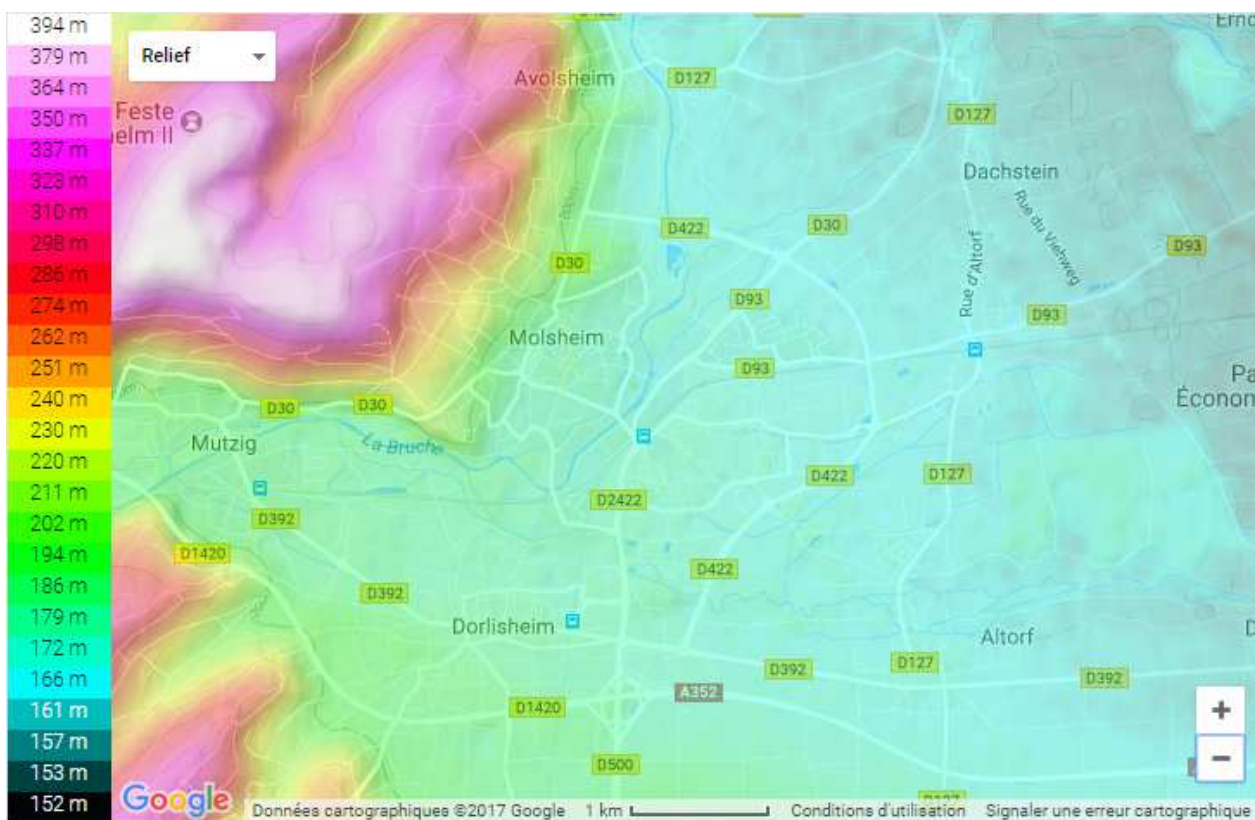 394 m
379 m
364 m
350 m
337 m
323 m
310 m
298 m
286 m
274 m
262 m
251 m
240 m
230 m
220 m
211 m
202 m
194 m
186 m
179 m
172 m
166 m
161 m
157 m
153 m
152 m
Relief
D422
Avolsheim
D127
Feste
elm II
D127
Dachstein
Rue du Viehweg
D422
D30
D93
Rue d'Altorf
D30
D93
D93
Molsheim
D93
D30
D30
Mutzig
La Bruche
D422
D127
D2422
D392
D1420
D422
D392
Dorlisheim
Altorf
D392
D127
D392
A352
D1420
D500
D127
+
−
Google
Données cartographiques ©2017 Google
1 km
Conditions d'utilisation
Signaler une erreur cartographique